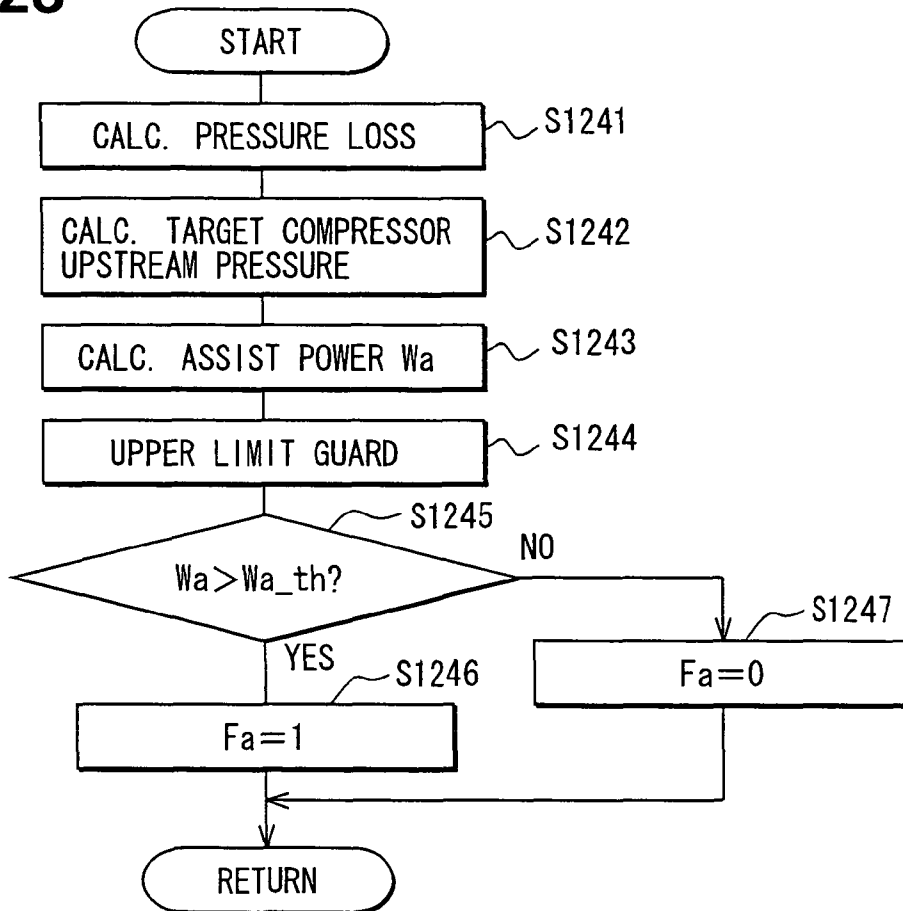 START
CALC. PRESSURE LOSS
S1241
CALC. TARGET COMPRESSOR
UPSTREAM PRESSURE
S1242
CALC. ASSIST POWER Wa
S1243
UPPER LIMIT GUARD
S1244
S1245
Wa>Wa_th?
NO
YES
S1246
Fa=1
S1247
Fa=0
RETURN